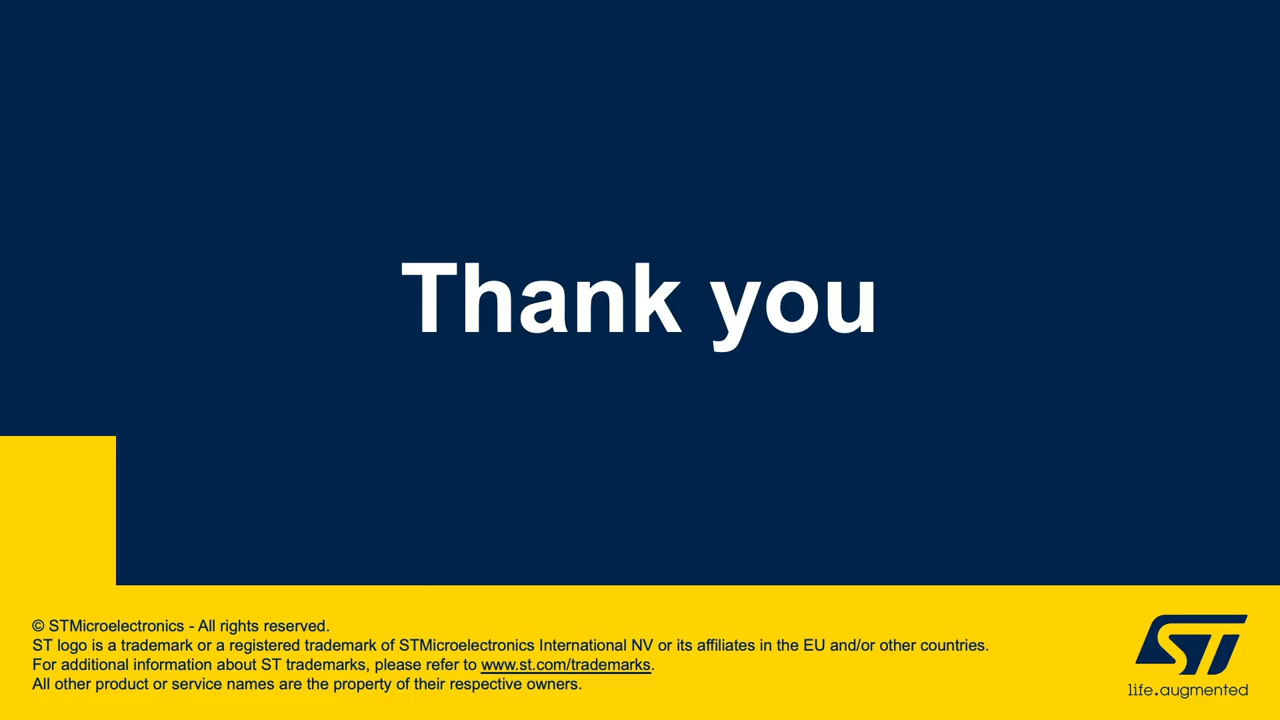 Thank you
© STMicroelectronics - All rights reserved.
ST logo is a trademark or a registered trademark of STMicroelectronics International NV or its affiliates in the EU and/or other countries.
For additional information about ST trademarks, please refer to www.st.com/trademarks.
All other product or service names are the property of their respective owners.
ST
life.augmented